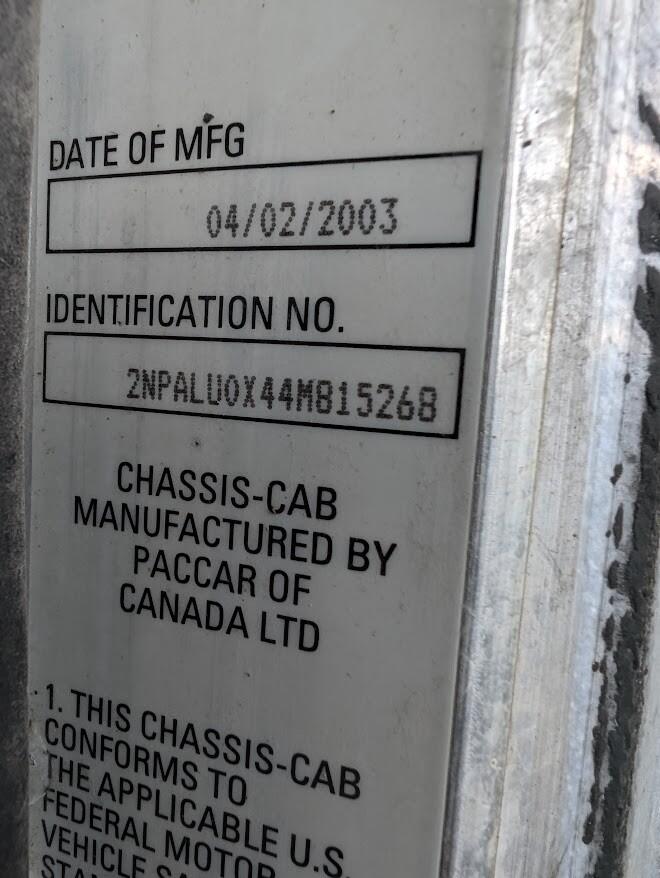 DATE OF MFG
04/02/2003
IDENTIFICATION NO.
2NPALU0X44M815268
CHASSIS-CAB
MANUFACTURED BY
PACCAR OF
CANADA LTD
1. THIS CHASSIS-CAB
CONFORMS TO
THE APPLICABLE U.S.
FEDERAL MOTOR
VEHICLE